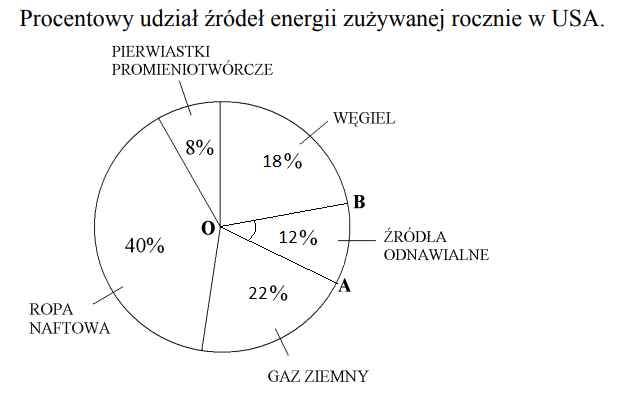 Procentowy udział źródeł energii zużywanej rocznie w USA.
PIERWIASTKI
PROMIENIOTWÓRCZE
WĘGIEL
8%
18%
B
O
12%
ŹRÓDŁA
ODNAWIALNE
40%
A
22%
ROPA
NAFTOWA
GAZ ZIEMNY